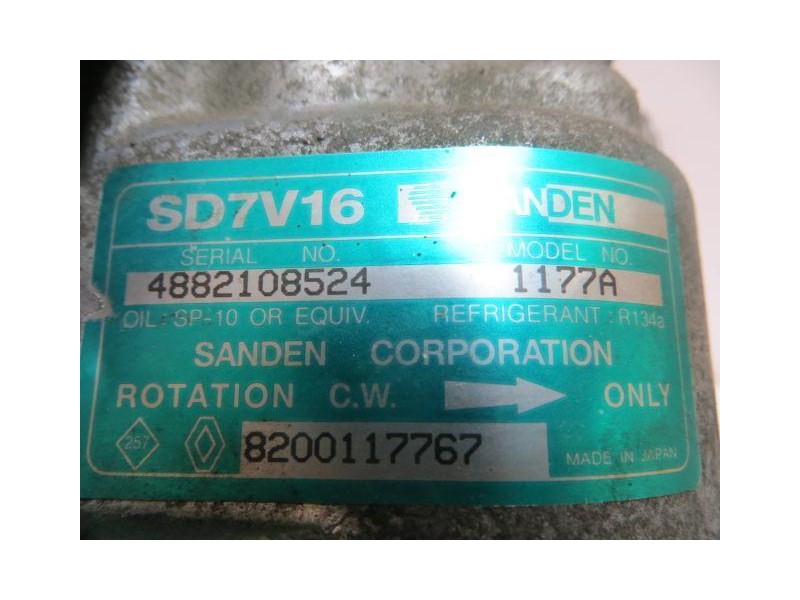 SD7V16 SANDEN
SERIAL NO. MODEL NO.
4882108524 1177A
OIL: SP-10 OR EQUIV. REFRIGERANT : R134a
SANDEN CORPORATION
ROTATION C.W. ONLY
257 8200117767 MADE IN JAPAN